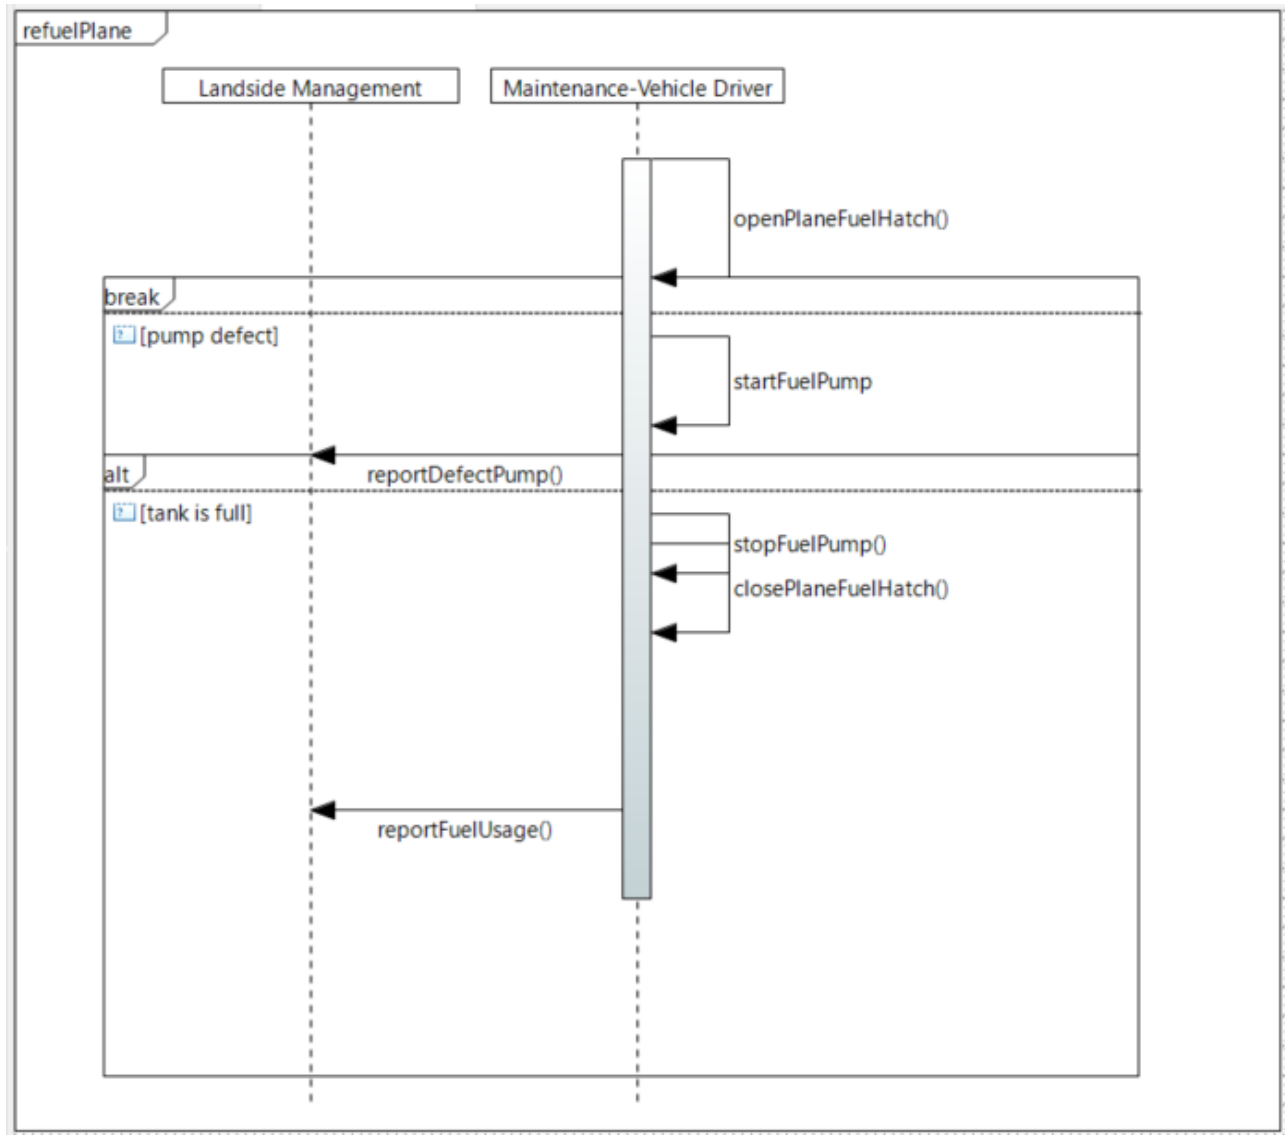 refuelPlane
Landside Management
Maintenance-Vehicle Driver
openPlaneFuelHatch()
break
[pump defect]
startFuelPump
reportDefectPump()
alt
[tank is full]
stopFuelPump()
closePlaneFuelHatch()
reportFuelUsage()